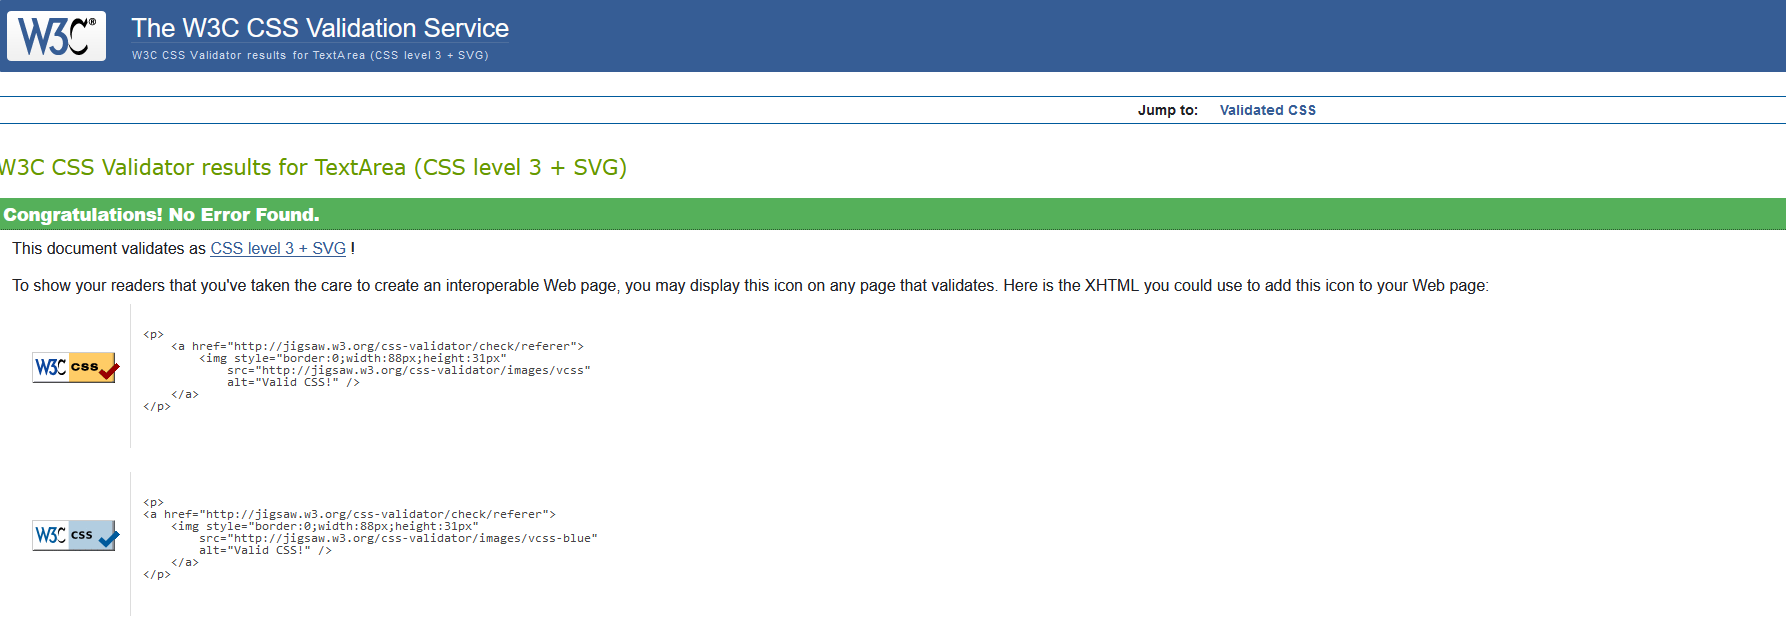 W3C® The W3C CSS Validation Service
W3C CSS Validator results for TextArea (CSS level 3 + SVG)
Jump to: Validated CSS
W3C CSS Validator results for TextArea (CSS level 3 + SVG)
Congratulations! No Error Found.
This document validates as CSS level 3 + SVG !
To show your readers that you've taken the care to create an interoperable Web page, you may display this icon on any page that validates. Here is the XHTML you could use to add this icon to your Web page:
W3C CSS
<p>
    <a href="http://jigsaw.w3.org/css-validator/check/referer">
        <img style="border:0;width:88px;height:31px"
            src="http://jigsaw.w3.org/css-validator/images/vcss"
            alt="Valid CSS!" />
    </a>
</p>
W3C CSS
<p>
<a href="http://jigsaw.w3.org/css-validator/check/referer">
    <img style="border:0;width:88px;height:31px"
        src="http://jigsaw.w3.org/css-validator/images/vcss-blue"
        alt="Valid CSS!" />
    </a>
</p>